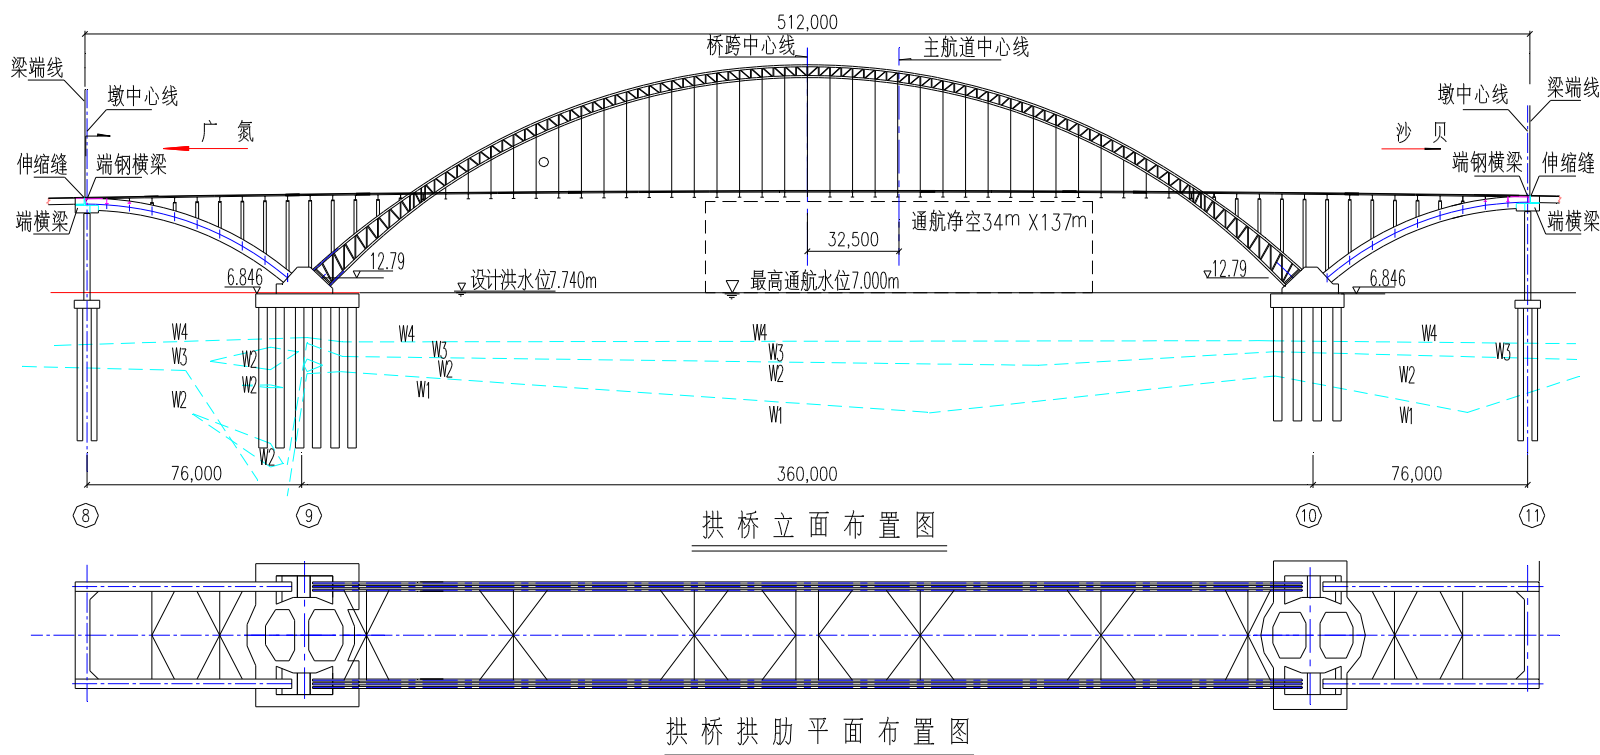 512,000
桥跨中心线
主航道中心线
梁端线
梁端线
墩中心线
墩中心线
广 氮
沙 贝
伸缩缝
端钢横梁
端钢横梁
伸缩缝
端横梁
端横梁
通航净空34m X137m
32,500
12.79
12.79
6.846
6.846
设计洪水位7.740m
最高通航水位7.000m
W4
W4
W4
W4
W3
W3
W3
W3
W2
W2
W2
W2
W2
W1
W2
W1
W1
W2
76,000
360,000
76,000
8
9
10
11
拱桥立面布置图
拱桥拱肋平面布置图